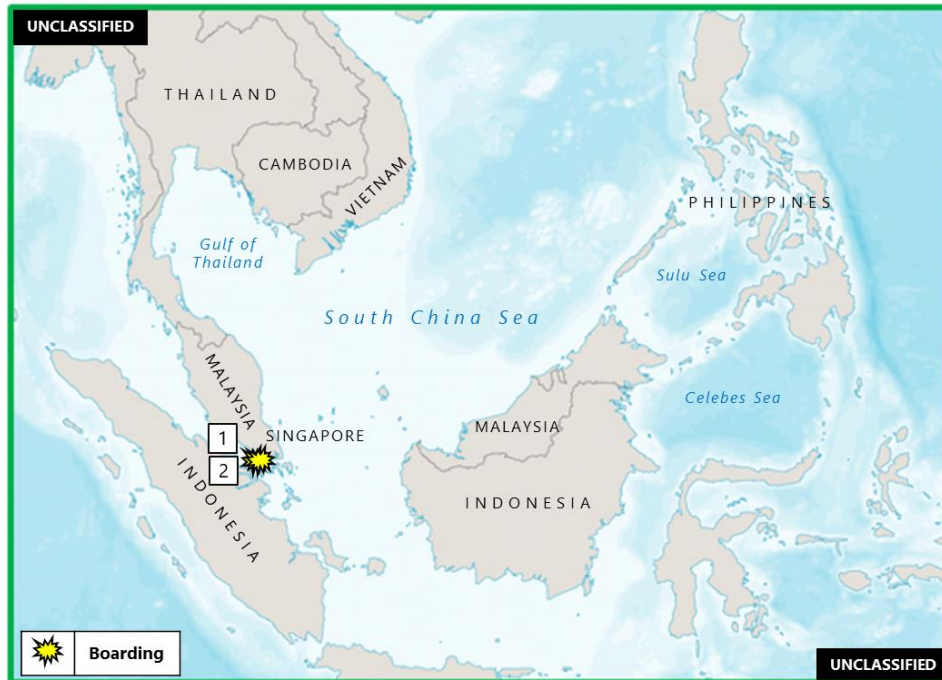 UNCLASSIFIED
THAILAND
CAMBODIA
VIETNAM
PHILIPPINES
Gulf of
Thailand
Sulu Sea
South China Sea
MALAYSIA
Celebes Sea
1
SINGAPORE
MALAYSIA
2
INDONESIA
INDONESIA
Boarding
UNCLASSIFIED